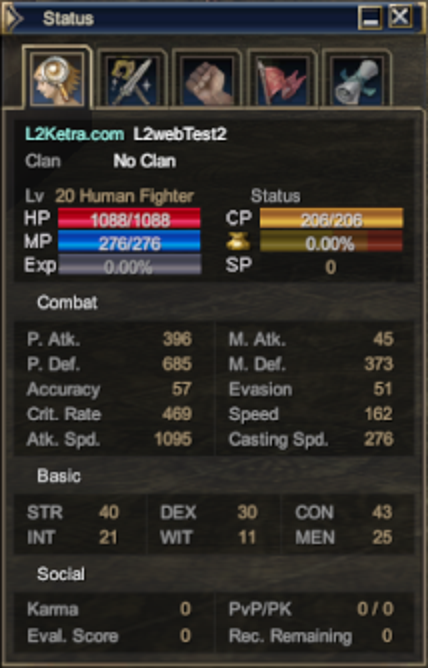 Status
L2Ketra.com L2webTest2
Clan No Clan
Lv 20 Human Fighter Status
HP 1088/1088 CP 206/206
MP 276/276 0.00%
Exp 0.00% SP 0
Combat
P. Atk. 396 M. Atk. 45
P. Def. 685 M. Def. 373
Accuracy 57 Evasion 51
Crit. Rate 469 Speed 162
Atk. Spd. 1095 Casting Spd. 276
Basic
STR 40 DEX 30 CON 43
INT 21 WIT 11 MEN 25
Social
Karma 0 PvP/PK 0 / 0
Eval. Score 0 Rec. Remaining 0